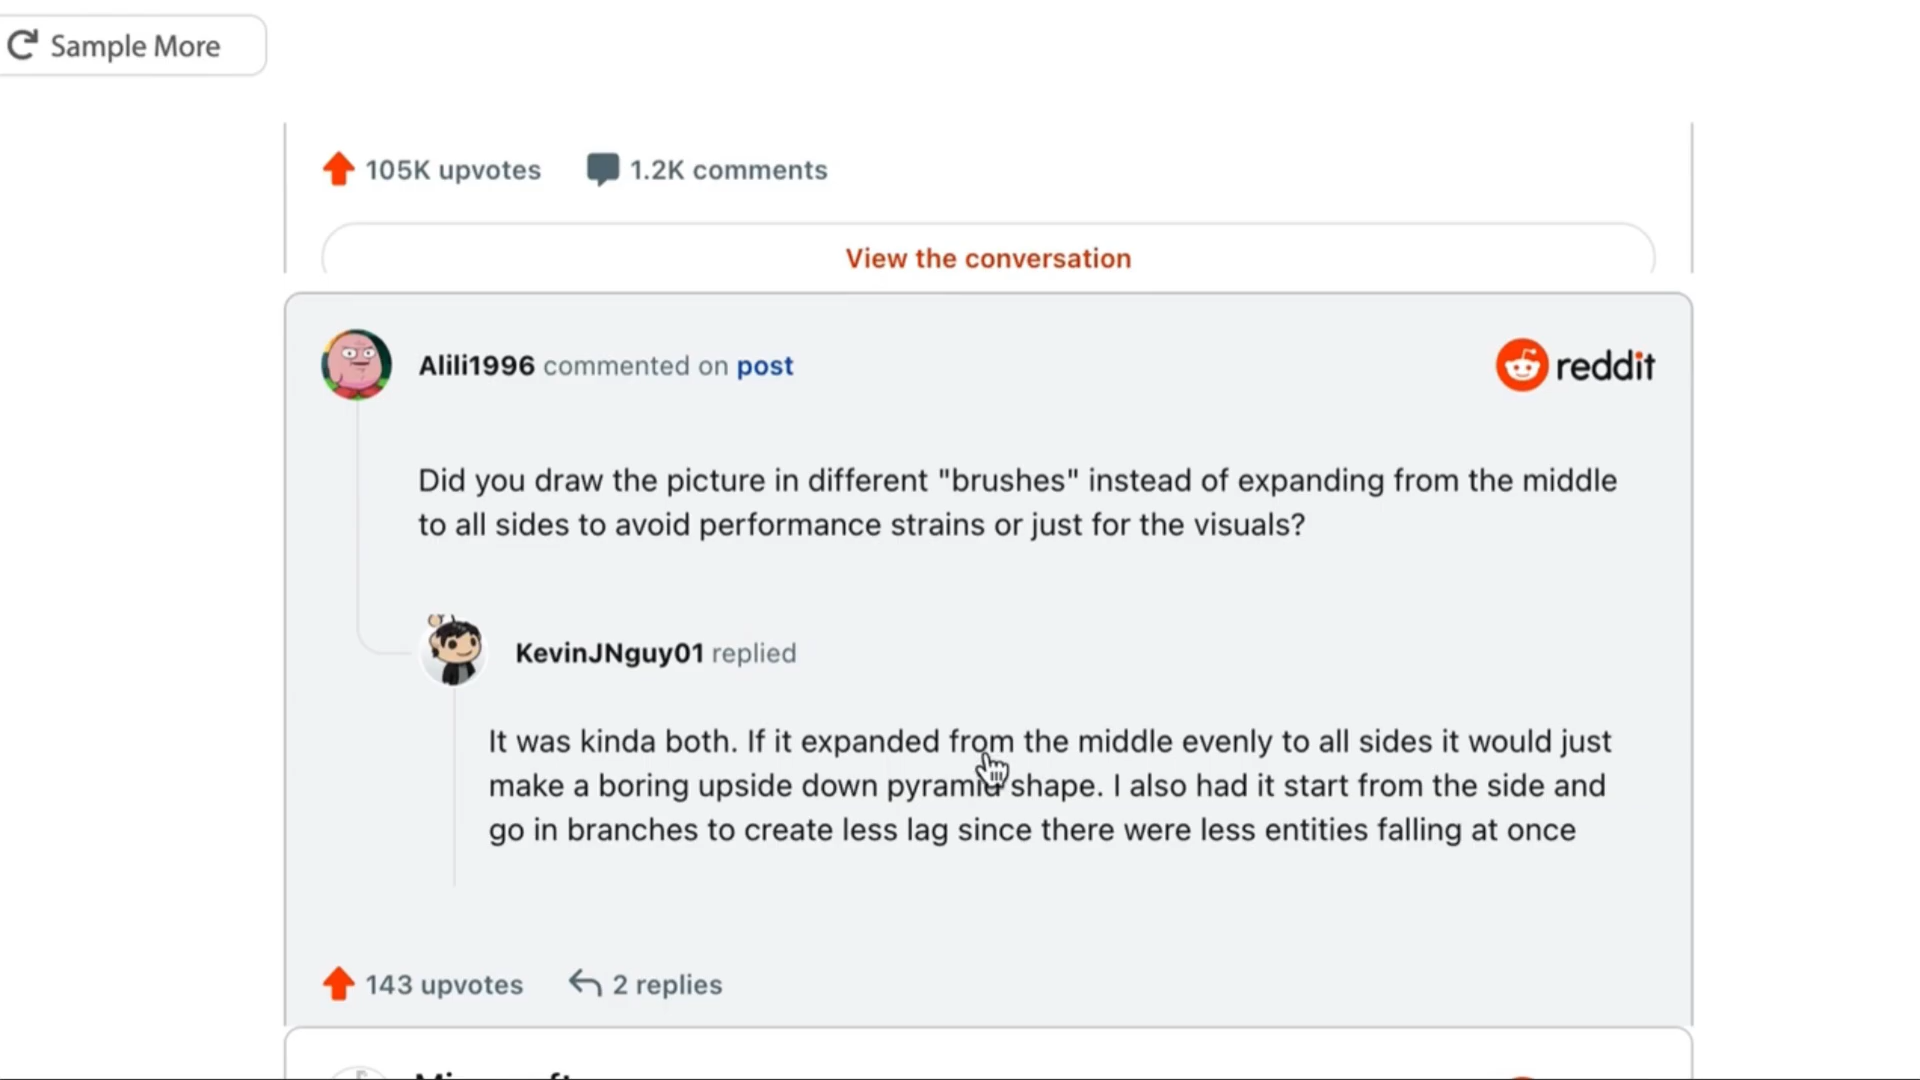 Sample More
105K upvotes 1.2K comments
View the conversation
Alili1996 commented on post
reddit
Did you draw the picture in different "brushes" instead of expanding from the middle
to all sides to avoid performance strains or just for the visuals?
KevinJNguy01 replied
It was kinda both. If it expanded from the middle evenly to all sides it would just
make a boring upside down pyramid shape. I also had it start from the side and
go in branches to create less lag since there were less entities falling at once
143 upvotes 2 replies